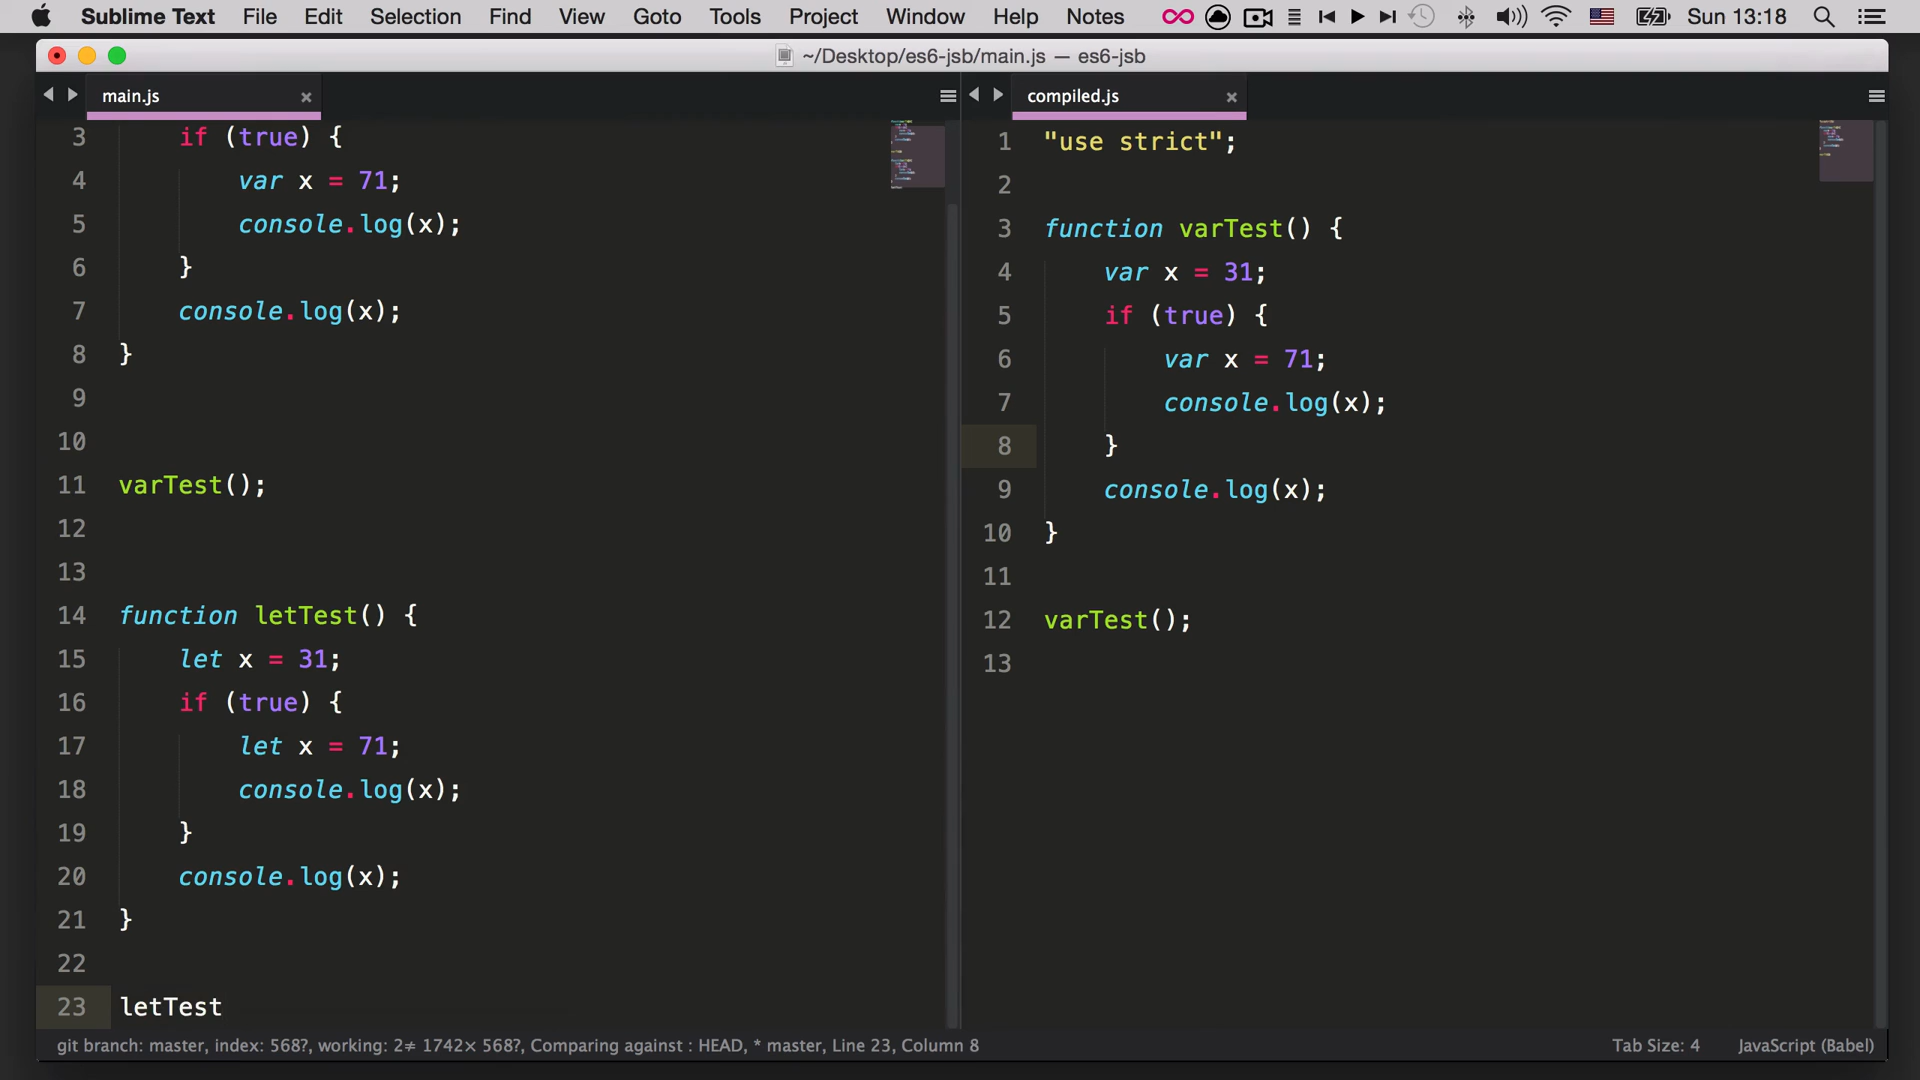 Sublime Text File Edit Selection Find View Goto Tools Project Window Help Notes Sun 13:18
~/Desktop/es6-jsb/main.js — es6-jsb
main.js
3 if (true) {
4 var x = 71;
5 console.log(x);
6 }
7 console.log(x);
8 }
9
10
11 varTest();
12
13
14 function letTest() {
15 let x = 31;
16 if (true) {
17 let x = 71;
18 console.log(x);
19 }
20 console.log(x);
21 }
22
23 letTest
compiled.js
1 "use strict";
2
3 function varTest() {
4 var x = 31;
5 if (true) {
6 var x = 71;
7 console.log(x);
8 }
9 console.log(x);
10 }
11
12 varTest();
13
git branch: master, index: 568?, working: 2≠ 1742× 568?, Comparing against : HEAD, * master, Line 23, Column 8
Tab Size: 4 JavaScript (Babel)